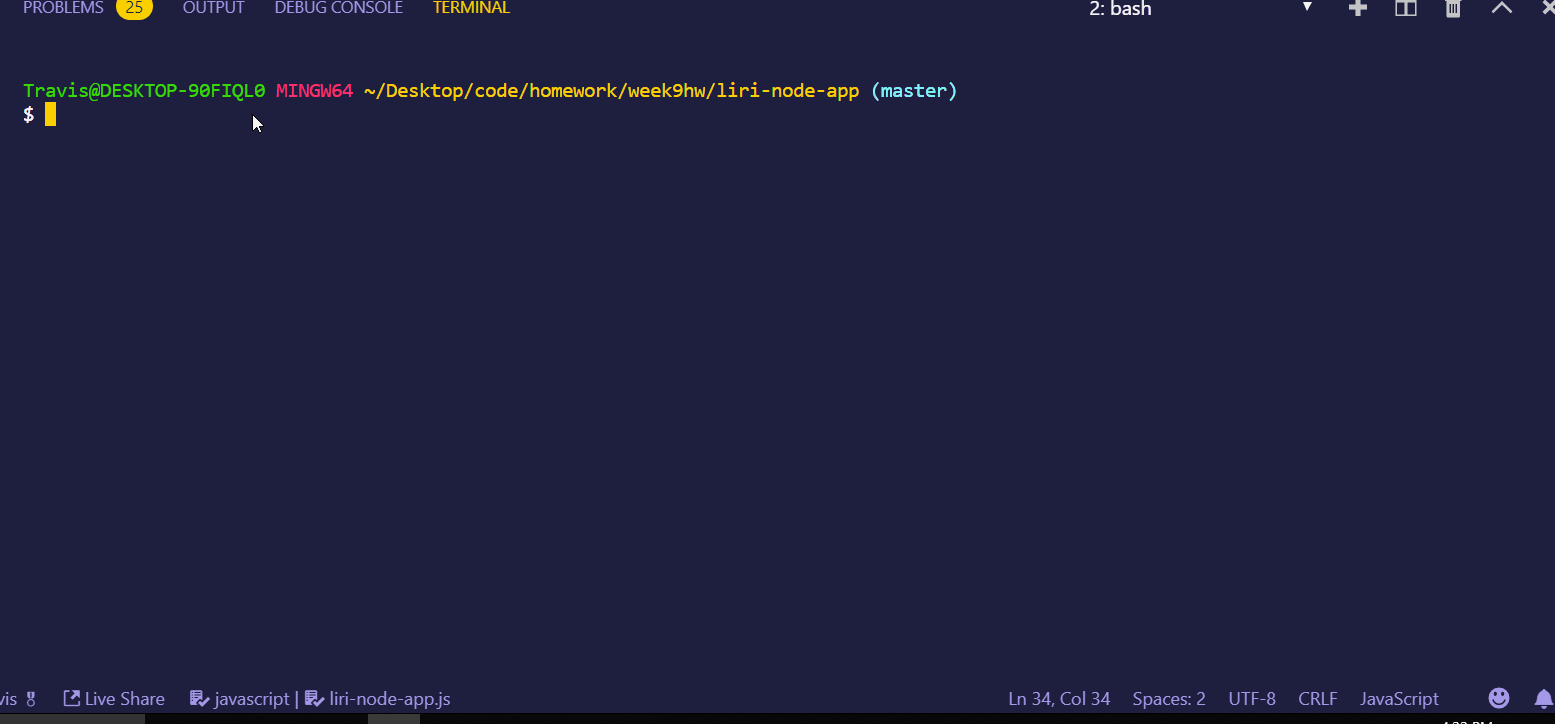 PROBLEMS 25 OUTPUT DEBUG CONSOLE TERMINAL 2: bash
Travis@DESKTOP-90FIQL0 MINGW64 ~/Desktop/code/homework/week9hw/liri-node-app (master)
$
vis Live Share javascript | liri-node-app.js Ln 34, Col 34 Spaces: 2 UTF-8 CRLF JavaScript